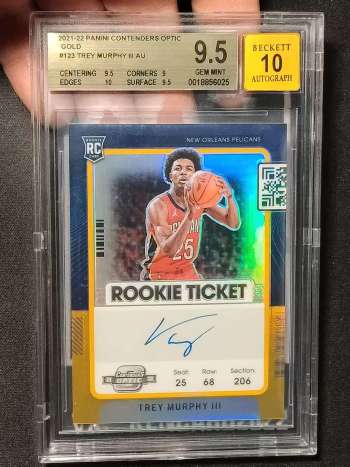 2021-22 PANINI CONTENDERS OPTIC
GOLD
#123 TREY MURPHY III AU
CENTERING 9.5 CORNERS 9
EDGES 10 SURFACE 9.5
9.5
GEM MINT
0018856025
BECKETT
10
AUTOGRAPH
RC
NEW ORLEANS PELICANS
25
ROOKIE TICKET
Seat: Row: Section:
25 68 206
Contenders
OPTIC
TREY MURPHY III